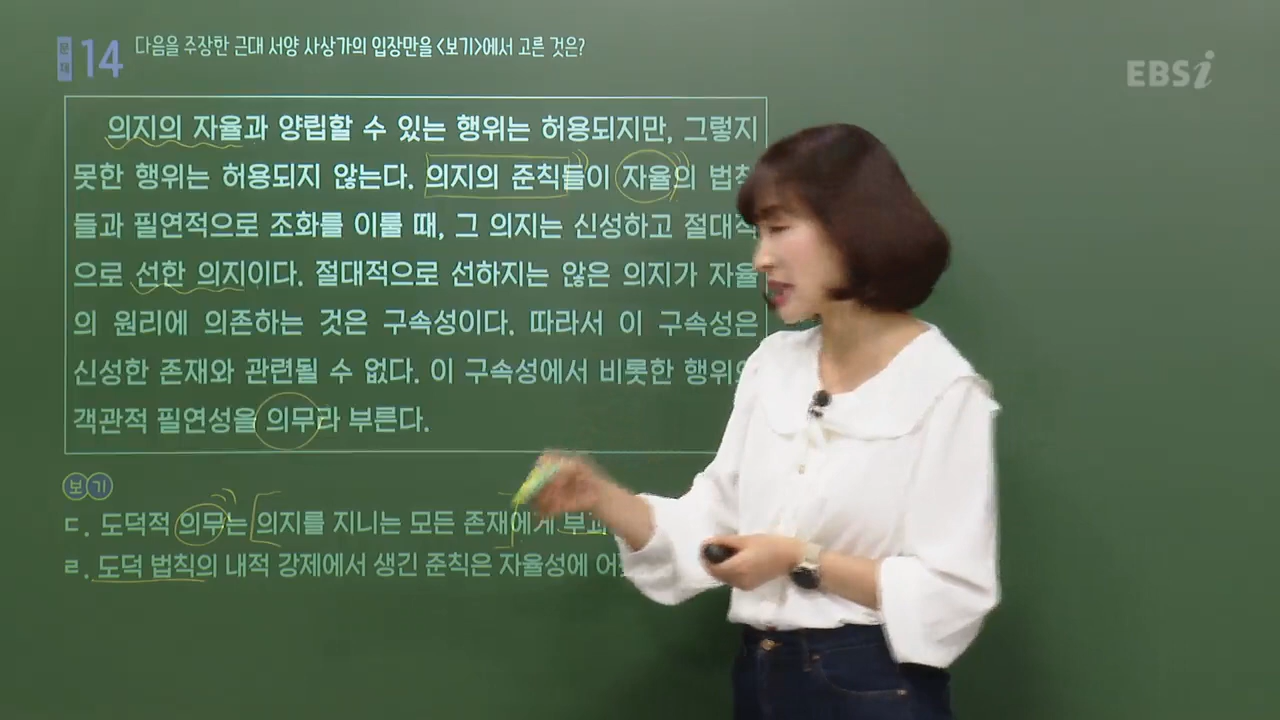 문제 14 다음을 주장한 근대 서양 사상가의 입장만을 <보기>에서 고른 것은?
EBSi
의지의 자율과 양립할 수 있는 행위는 허용되지만, 그렇지
못한 행위는 허용되지 않는다. 의지의 준칙들이 자율의
들과 필연적으로 조화를 이룰 때, 그 의지는 신성하고
으로 선한 의지이다. 절대적으로 선하지는 않은 의지가 자율
의 원리에 의존하는 것은 구속성이다. 따라서 이 구속성은
신성한 존재와 관련될 수 없다. 이 구속성에서 비롯한
객관적 필연성을 의무라 부른다.
보기
ㄷ. 도덕적 의무는 의지를 지니는 모든 존재에게
ㄹ. 도덕 법칙의 내적 강제에서 생긴 준칙은 자율성에